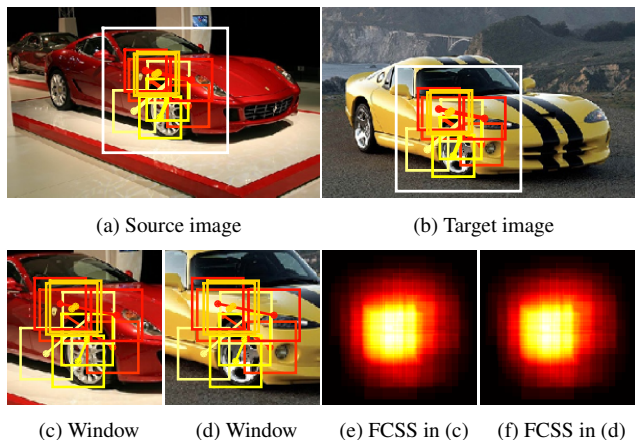 (a) Source image
(b) Target image
(c) Window
(d) Window
(e) FCSS in (c)
(f) FCSS in (d)